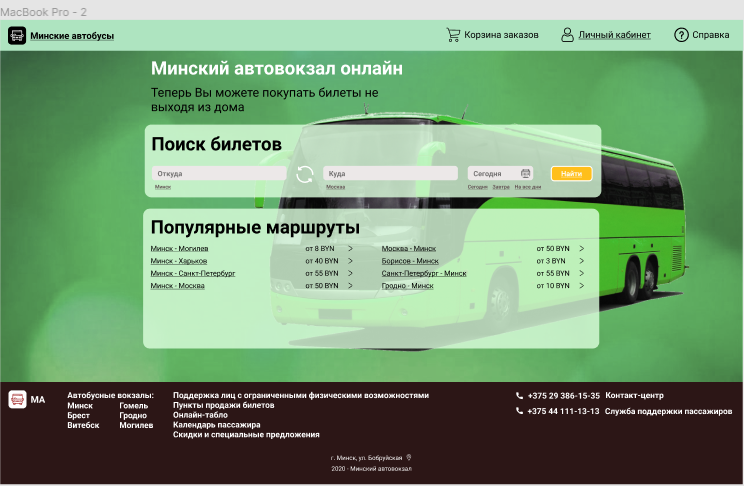 MacBook Pro - 2
Минские автобусы
Корзина заказов
Личный кабинет
Справка
Минский автовокзал онлайн
Теперь Вы можете покупать билеты не
выходя из дома
Поиск билетов
Откуда
Куда
Сегодня
Найти
Минск
Москва
Сегодня Завтра На все дни
Популярные маршруты
Минск - Могилев от 8 BYN >
Минск - Харьков от 40 BYN >
Минск - Санкт-Петербург от 55 BYN >
Минск - Москва от 50 BYN >
Москва - Минск от 50 BYN >
Борисов - Минск от 3 BYN >
Санкт-Петербург - Минск от 55 BYN >
Гродно - Минск от 10 BYN >
МА
Автобусные вокзалы:
Минск Гомель
Брест Гродно
Витебск Могилев
Поддержка лиц с ограниченными физическими возможностями
Пункты продажи билетов
Онлайн-табло
Календарь пассажира
Скидки и специальные предложения
+375 29 386-15-35 Контакт-центр
+375 44 111-13-13 Служба поддержки пассажиров
г. Минск, ул. Бобруйская
2020 - Минский автовокзал